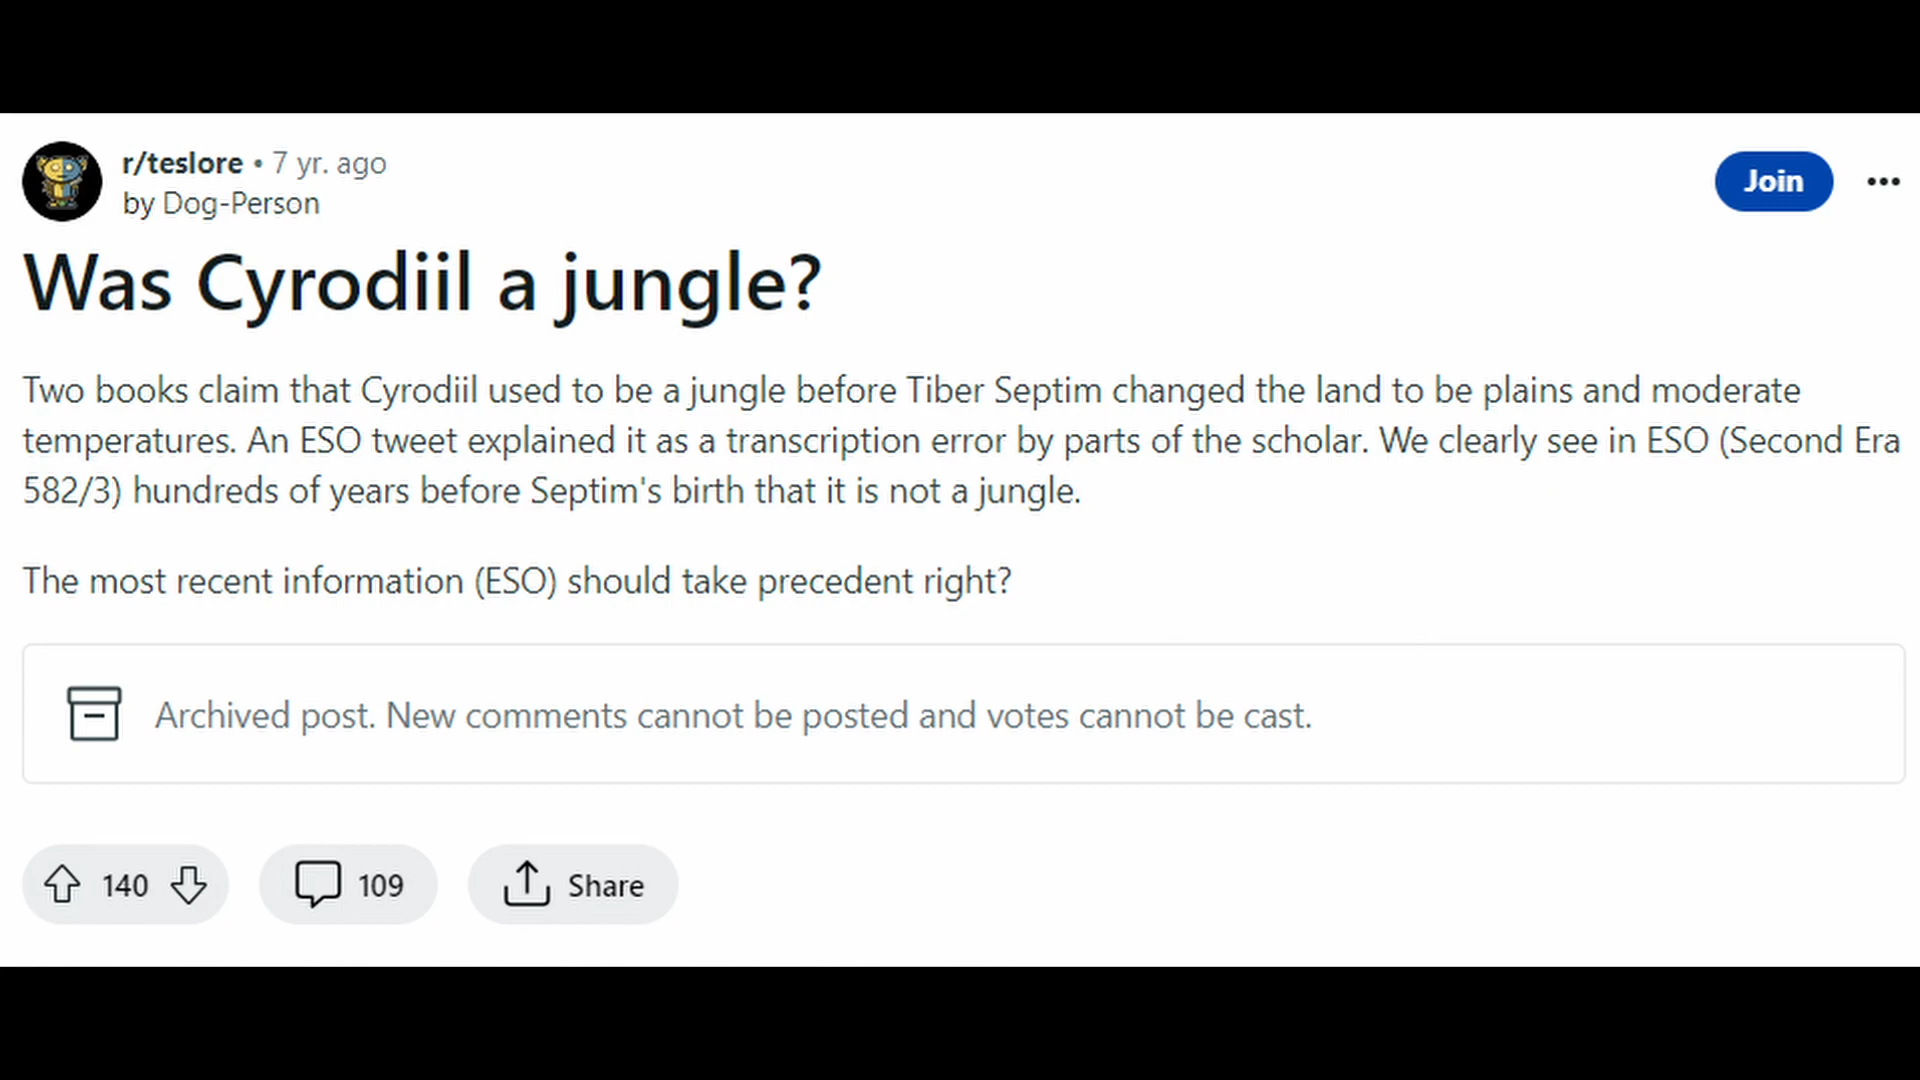 r/teslore • 7 yr. ago
by Dog-Person
Join
Was Cyrodiil a jungle?
Two books claim that Cyrodiil used to be a jungle before Tiber Septim changed the land to be plains and moderate
temperatures. An ESO tweet explained it as a transcription error by parts of the scholar. We clearly see in ESO (Second Era
582/3) hundreds of years before Septim's birth that it is not a jungle.
The most recent information (ESO) should take precedent right?
Archived post. New comments cannot be posted and votes cannot be cast.
140
109
Share